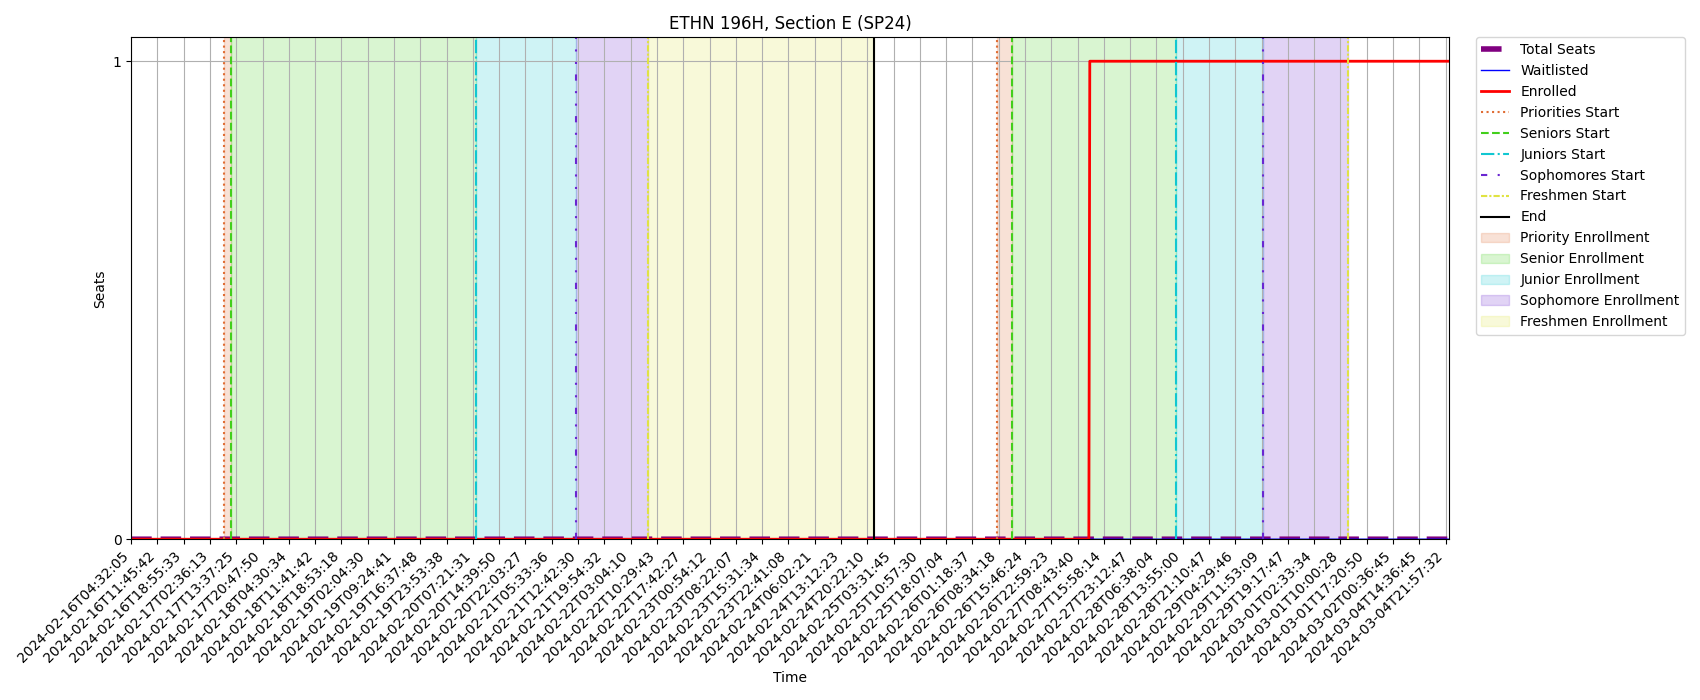 ETHN 196H, Section E (SP24)
1
0
Seats
2024-02-16T04:32:05
2024-02-16T11:45:42
2024-02-16T18:55:33
2024-02-17T02:36:13
2024-02-17T13:37:25
2024-02-17T20:47:50
2024-02-18T04:30:34
2024-02-18T11:41:42
2024-02-18T18:53:18
2024-02-19T02:04:30
2024-02-19T09:24:41
2024-02-19T16:37:48
2024-02-19T23:53:38
2024-02-20T07:21:31
2024-02-20T14:39:50
2024-02-20T22:03:27
2024-02-21T05:33:36
2024-02-21T12:42:30
2024-02-21T19:54:32
2024-02-22T03:04:10
2024-02-22T10:29:43
2024-02-22T17:42:27
2024-02-23T00:54:12
2024-02-23T08:22:07
2024-02-23T15:31:34
2024-02-23T22:41:08
2024-02-24T06:02:21
2024-02-24T13:12:23
2024-02-24T20:22:10
2024-02-25T03:31:45
2024-02-25T10:57:30
2024-02-25T18:07:04
2024-02-26T01:18:37
2024-02-26T08:34:18
2024-02-26T15:46:24
2024-02-26T22:59:23
2024-02-27T08:43:40
2024-02-27T15:58:14
2024-02-27T23:12:47
2024-02-28T06:38:04
2024-02-28T13:55:00
2024-02-28T21:10:47
2024-02-29T04:29:46
2024-02-29T11:53:09
2024-02-29T19:17:47
2024-03-01T02:33:34
2024-03-01T10:00:28
2024-03-01T17:20:50
2024-03-02T00:36:45
2024-03-04T14:36:45
2024-03-04T21:57:32
Time
Total Seats
Waitlisted
Enrolled
Priorities Start
Seniors Start
Juniors Start
Sophomores Start
Freshmen Start
End
Priority Enrollment
Senior Enrollment
Junior Enrollment
Sophomore Enrollment
Freshmen Enrollment